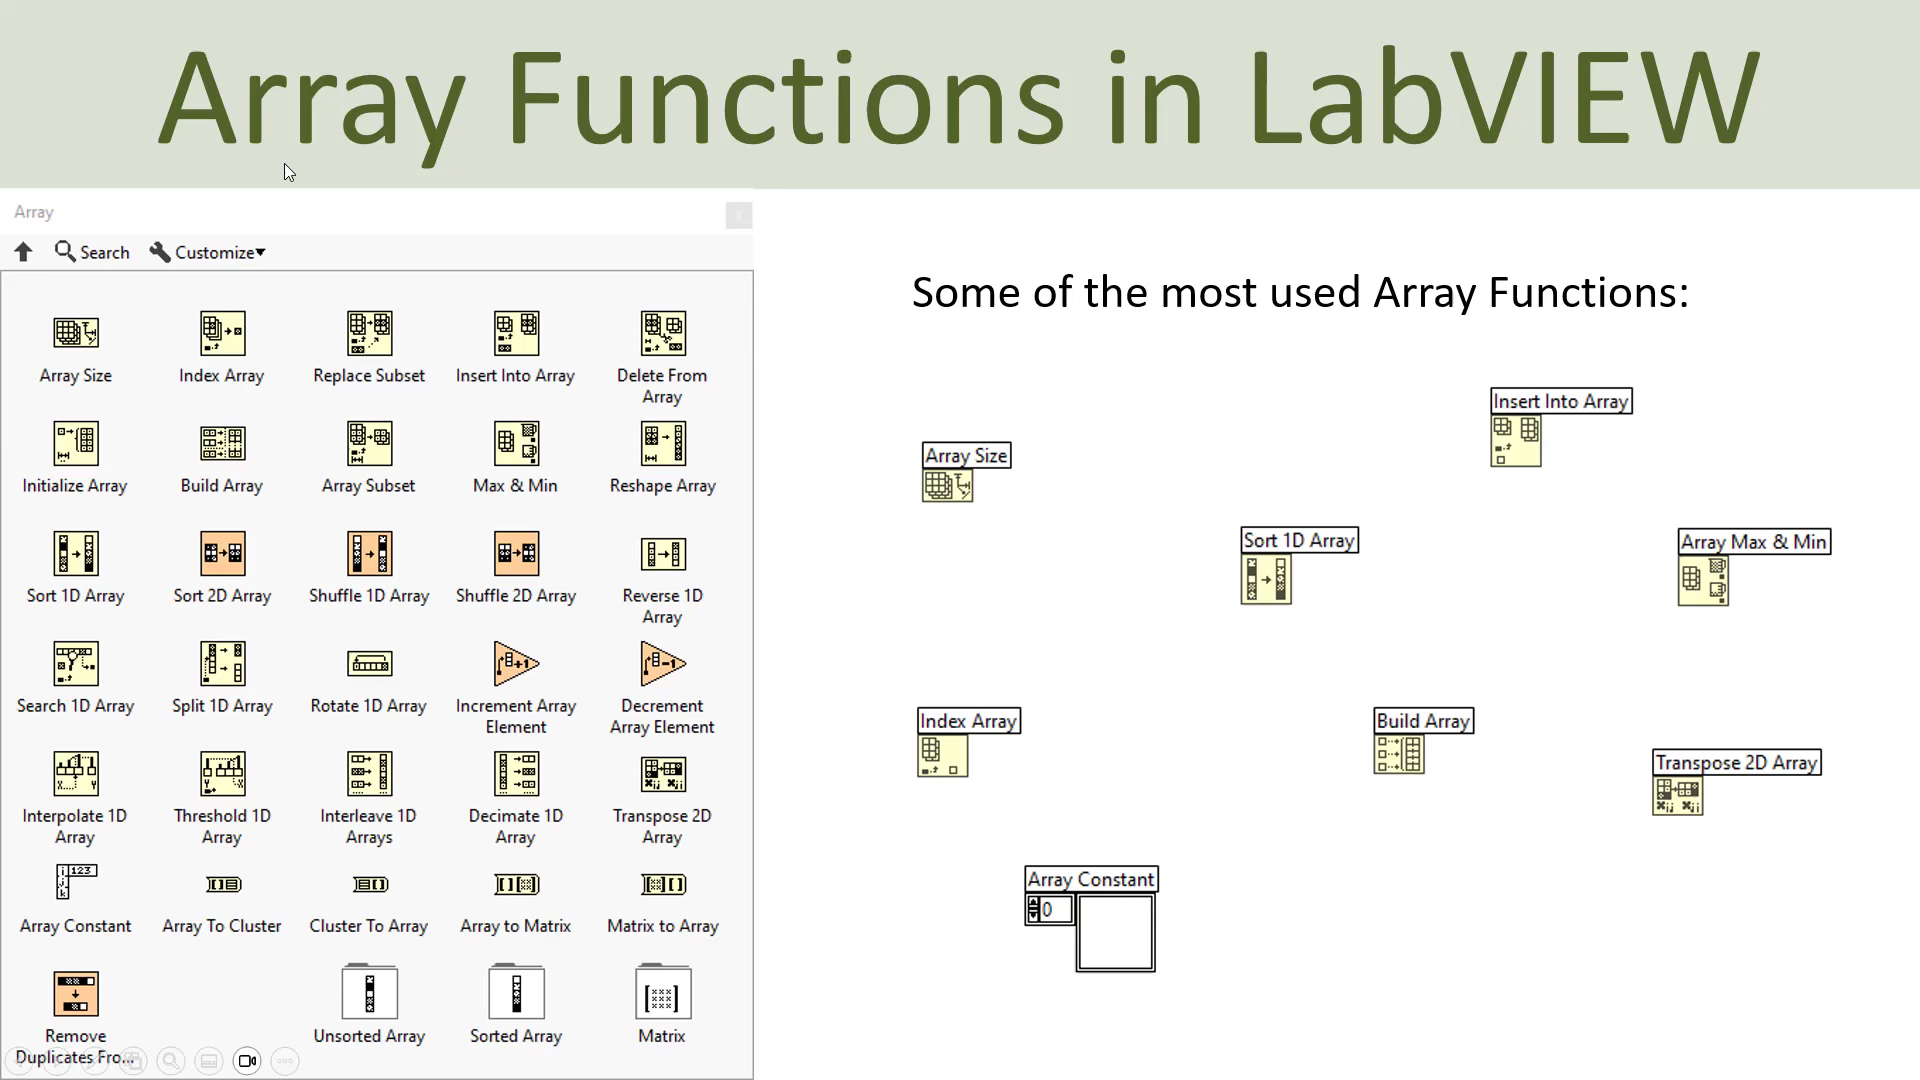 Array Functions in LabVIEW
Array
Search Customize
Array Size Index Array Replace Subset Insert Into Array Delete From
Array
Initialize Array Build Array Array Subset Max & Min Reshape Array
Sort 1D Array Sort 2D Array Shuffle 1D Array Shuffle 2D Array Reverse 1D
Array
Search 1D Array Split 1D Array Rotate 1D Array Increment Array Decrement
Element Array Element
Interpolate 1D Threshold 1D Interleave 1D Decimate 1D Transpose 2D
Array Array Arrays Array Array
Array Constant Array To Cluster Cluster To Array Array to Matrix Matrix to Array
Remove Unsorted Array Sorted Array Matrix
Duplicates Fro...
Some of the most used Array Functions:
Insert Into Array
Array Size
Sort 1D Array
Array Max & Min
Index Array
Build Array
Transpose 2D Array
Array Constant
0